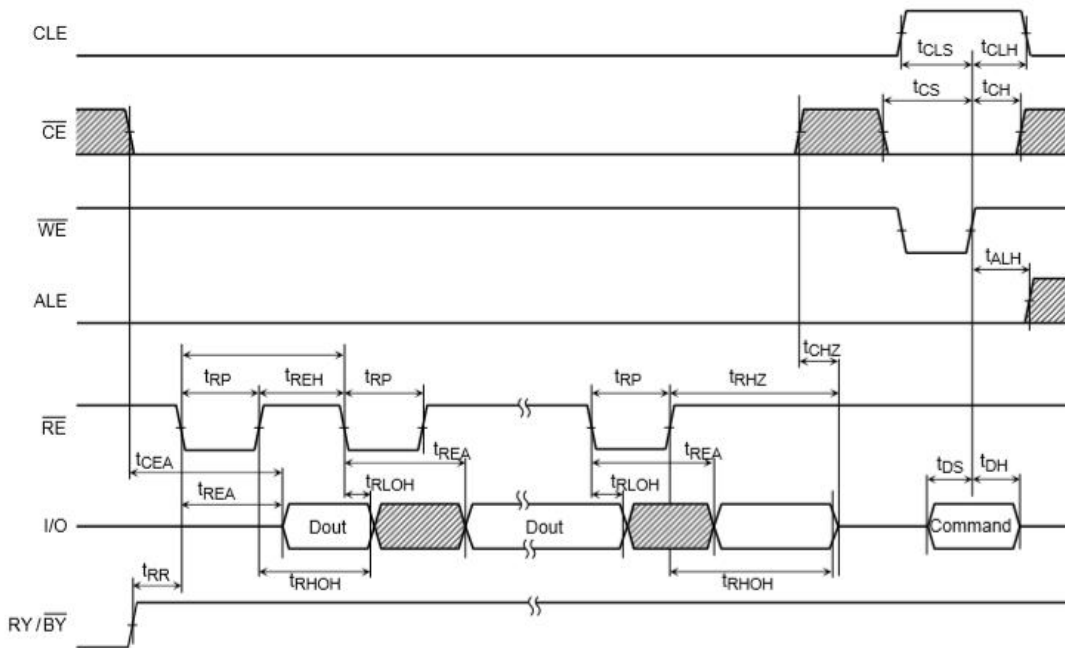 CLE
tCLS tCLH
tCS tCH
CE
WE
tALH
ALE
tCHZ
tRP tREH tRP tRP tRHZ
RE
tCEA tREA tREA
tREA tRLOH tRLOH tDS tDH
I/O Dout Dout Command
tRR tRHOH tRHOH
RY/BY